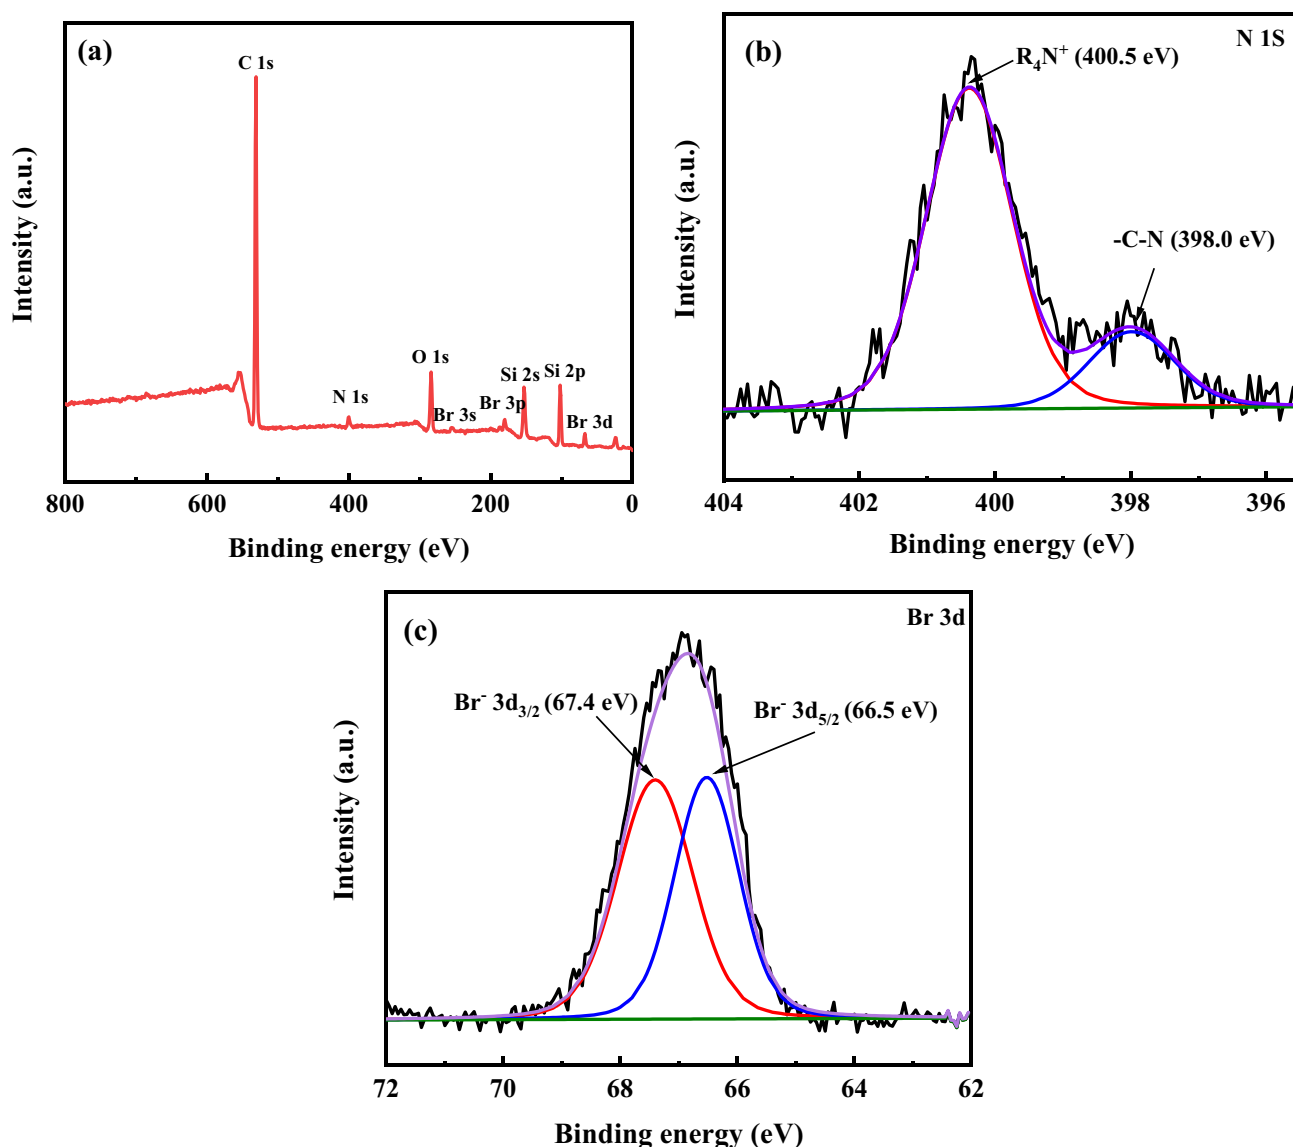 (a)
C 1s
N 1s
O 1s
Br 3s
Br 3p
Si 2s
Si 2p
Br 3d
800
600
400
200
0
Binding energy (eV)
Intensity (a.u.)
(b)
N 1S
R₄N⁺ (400.5 eV)
-C-N (398.0 eV)
404
402
400
398
396
Binding energy (eV)
Intensity (a.u.)
(c)
Br 3d
Br⁻ 3d₃/₂ (67.4 eV)
Br⁻ 3d₅/₂ (66.5 eV)
72
70
68
66
64
62
Binding energy (eV)
Intensity (a.u.)